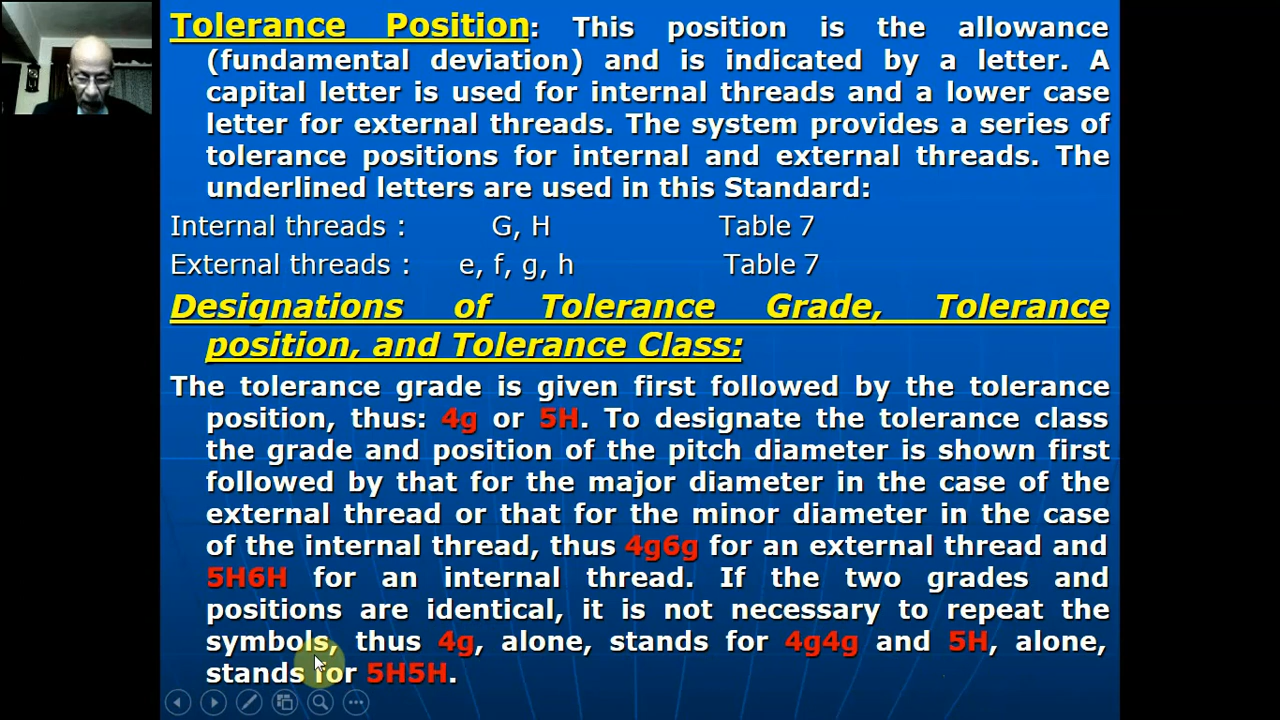 Tolerance Position: This position is the allowance
(fundamental deviation) and is indicated by a letter. A
capital letter is used for internal threads and a lower case
letter for external threads. The system provides a series of
tolerance positions for internal and external threads. The
underlined letters are used in this Standard:
Internal threads : G, H Table 7
External threads : e, f, g, h Table 7
Designations of Tolerance Grade, Tolerance
position, and Tolerance Class:
The tolerance grade is given first followed by the tolerance
position, thus: 4g or 5H. To designate the tolerance class
the grade and position of the pitch diameter is shown first
followed by that for the major diameter in the case of the
external thread or that for the minor diameter in the case
of the internal thread, thus 4g6g for an external thread and
5H6H for an internal thread. If the two grades and
positions are identical, it is not necessary to repeat the
symbols, thus 4g, alone, stands for 4g4g and 5H, alone,
stands for 5H5H.